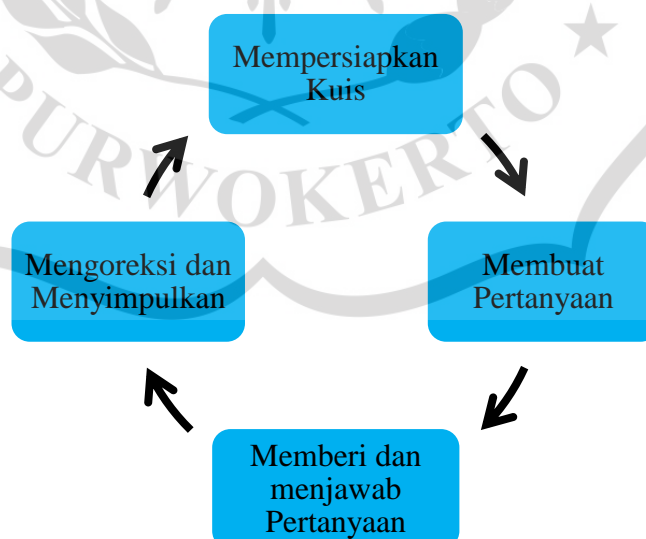 Mempersiapkan
Kuis
Mengoreksi dan
Menyimpulkan
Membuat
Pertanyaan
Memberi dan
menjawab
Pertanyaan
PURWOKERTO